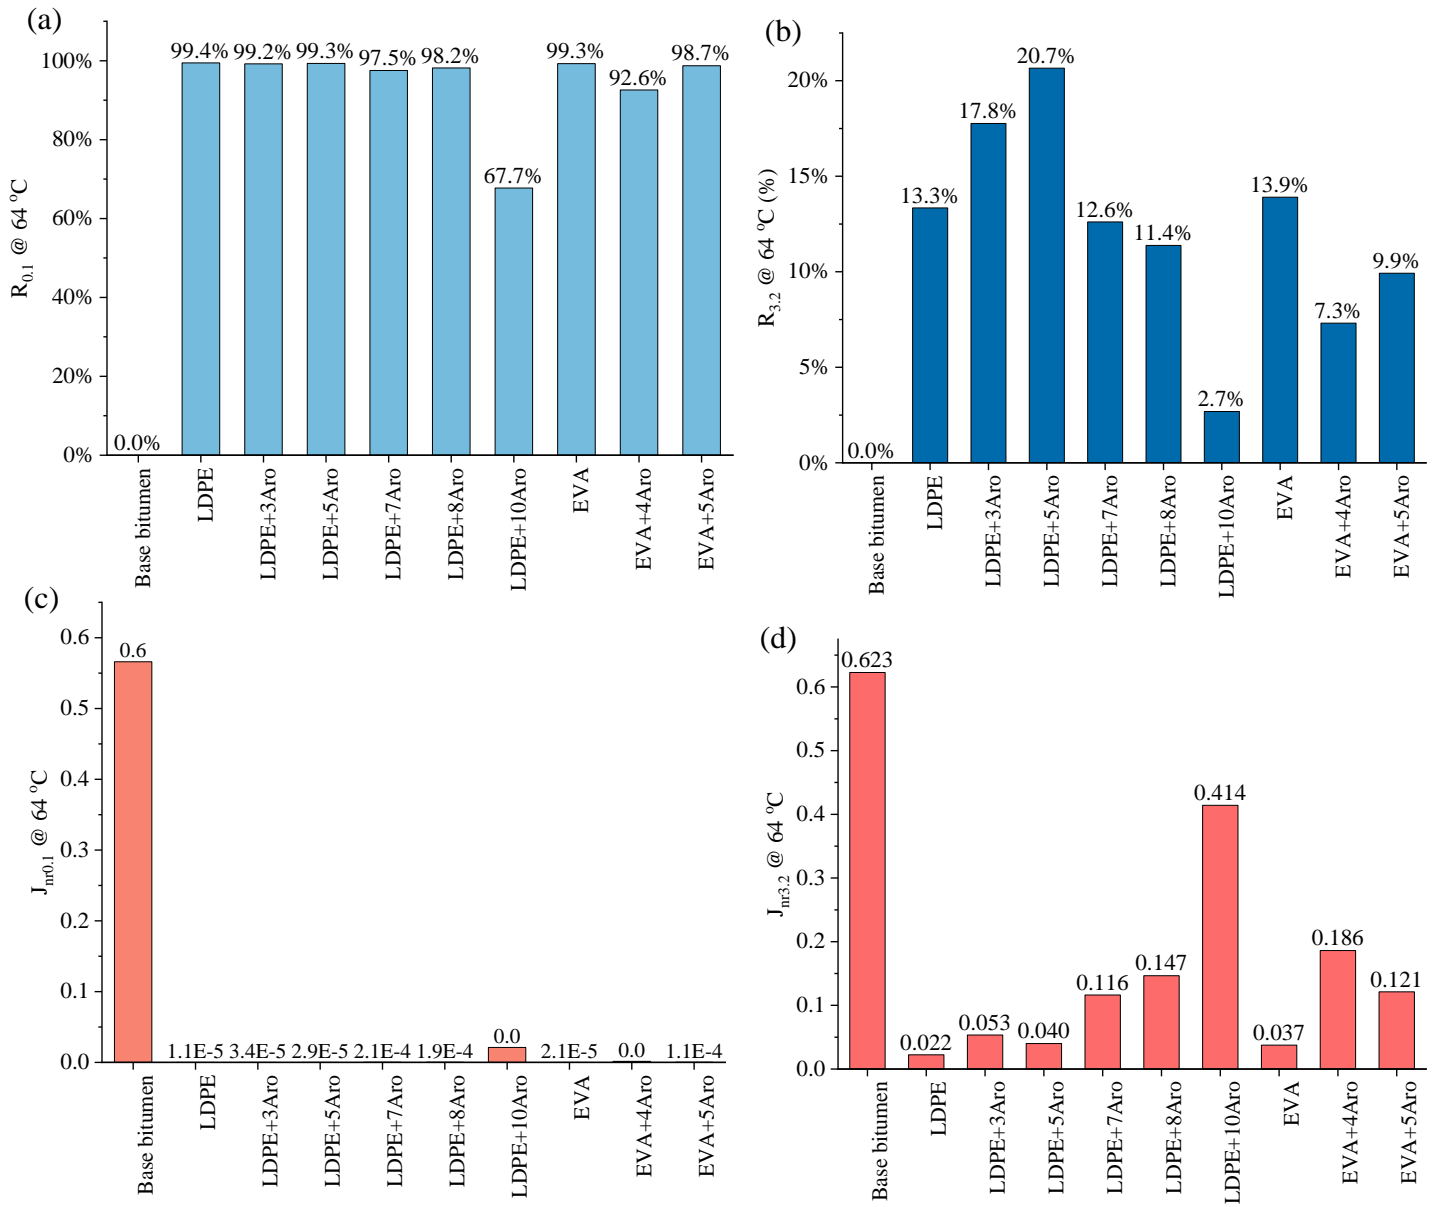 (a)
R0.1 @ 64 °C
100%
80%
60%
40%
20%
0%
0.0%
99.4%
99.2%
99.3%
97.5%
98.2%
67.7%
99.3%
92.6%
98.7%
Base bitumen
LDPE
LDPE+3Aro
LDPE+5Aro
LDPE+7Aro
LDPE+8Aro
LDPE+10Aro
EVA
EVA+4Aro
EVA+5Aro
(b)
R3.2 @ 64 °C (%)
20%
15%
10%
5%
0%
0.0%
13.3%
17.8%
20.7%
12.6%
11.4%
2.7%
13.9%
7.3%
9.9%
Base bitumen
LDPE
LDPE+3Aro
LDPE+5Aro
LDPE+7Aro
LDPE+8Aro
LDPE+10Aro
EVA
EVA+4Aro
EVA+5Aro
(c)
Jnr0.1 @ 64 °C
0.6
0.5
0.4
0.3
0.2
0.1
0.0
0.6
1.1E-5
3.4E-5
2.9E-5
2.1E-4
1.9E-4
0.0
2.1E-5
0.0
1.1E-4
Base bitumen
LDPE
LDPE+3Aro
LDPE+5Aro
LDPE+7Aro
LDPE+8Aro
LDPE+10Aro
EVA
EVA+4Aro
EVA+5Aro
(d)
Jnr3.2 @ 64 °C
0.6
0.5
0.4
0.3
0.2
0.1
0.0
0.623
0.022
0.053
0.040
0.116
0.147
0.414
0.037
0.186
0.121
Base bitumen
LDPE
LDPE+3Aro
LDPE+5Aro
LDPE+7Aro
LDPE+8Aro
LDPE+10Aro
EVA
EVA+4Aro
EVA+5Aro